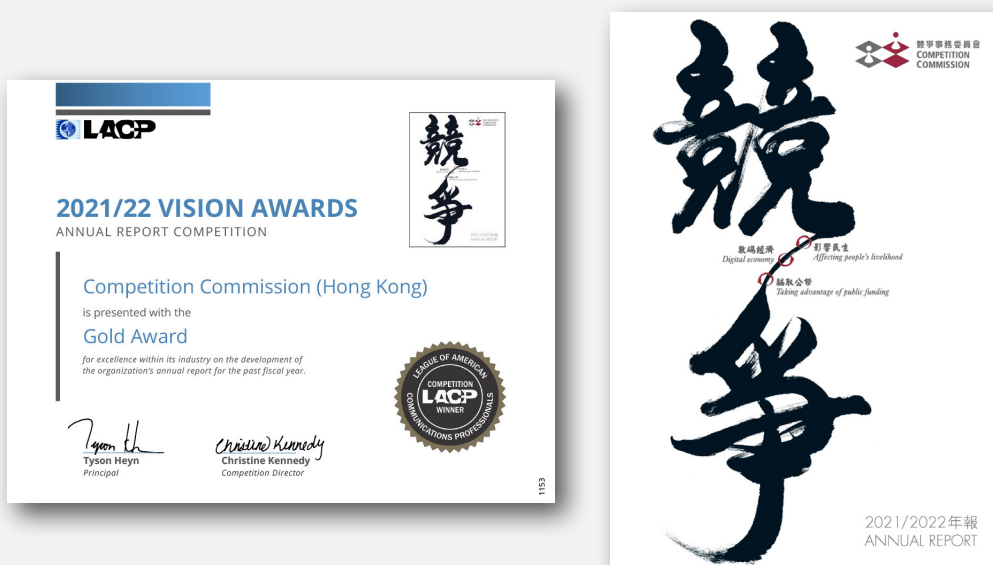 LACP
2021/22 VISION AWARDS
ANNUAL REPORT COMPETITION
Competition Commission (Hong Kong)
is presented with the
Gold Award
for excellence within its industry on the development of
the organization's annual report for the past fiscal year.
LEAGUE OF AMERICAN
COMMUNICATIONS PROFESSIONALS
COMPETITION
LACP
WINNER
Tyson Heyn
Principal
Christine Kennedy
Christine Kennedy
Competition Director
1153
競爭
競爭事務委員會
COMPETITION
COMMISSION
數碼經濟
Digital economy
影響民生
Affecting people's livelihood
騙取公帑
Taking advantage of public funding
2021/2022年報
ANNUAL REPORT